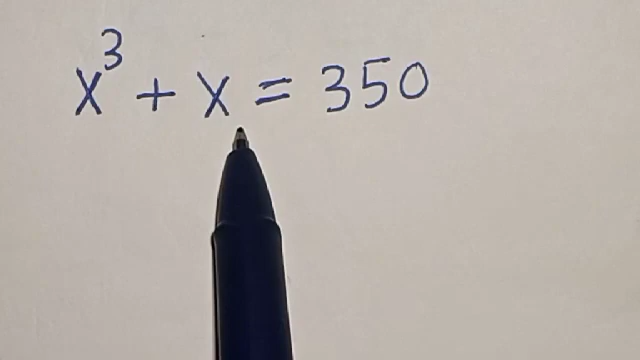 x³ + x = 350